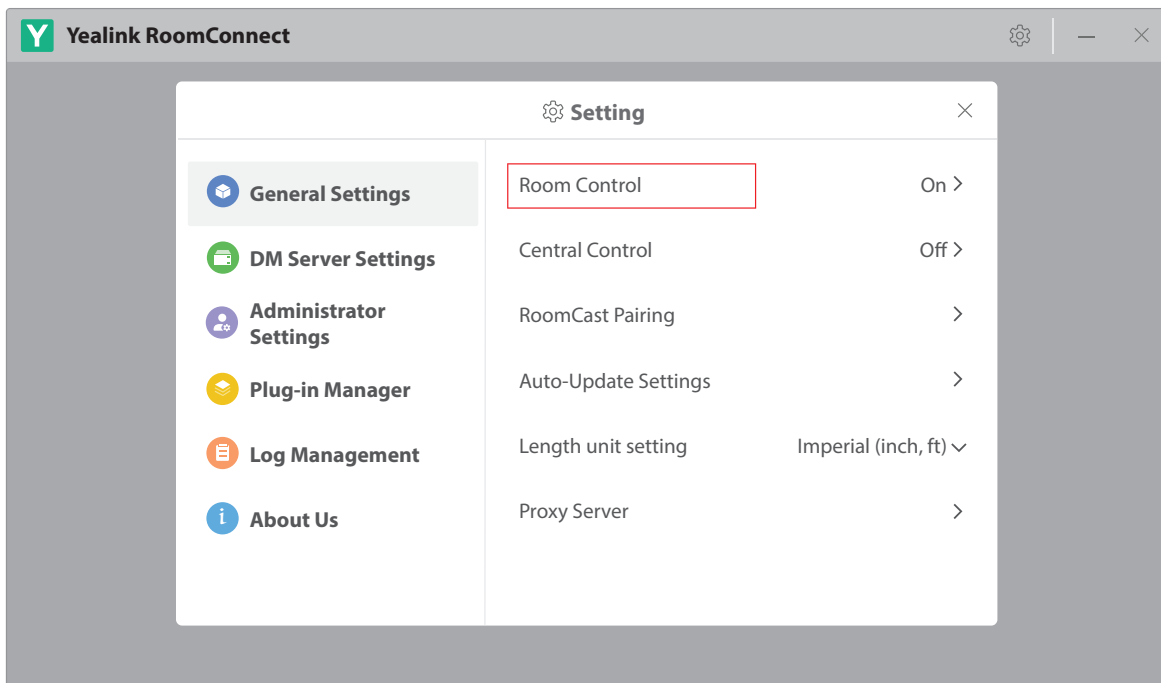 Y Yealink RoomConnect
Setting
General Settings
DM Server Settings
Administrator
Settings
Plug-in Manager
Log Management
i About Us
Room Control On
Central Control Off
RoomCast Pairing
Auto-Update Settings
Length unit setting Imperial (inch, ft)
Proxy Server